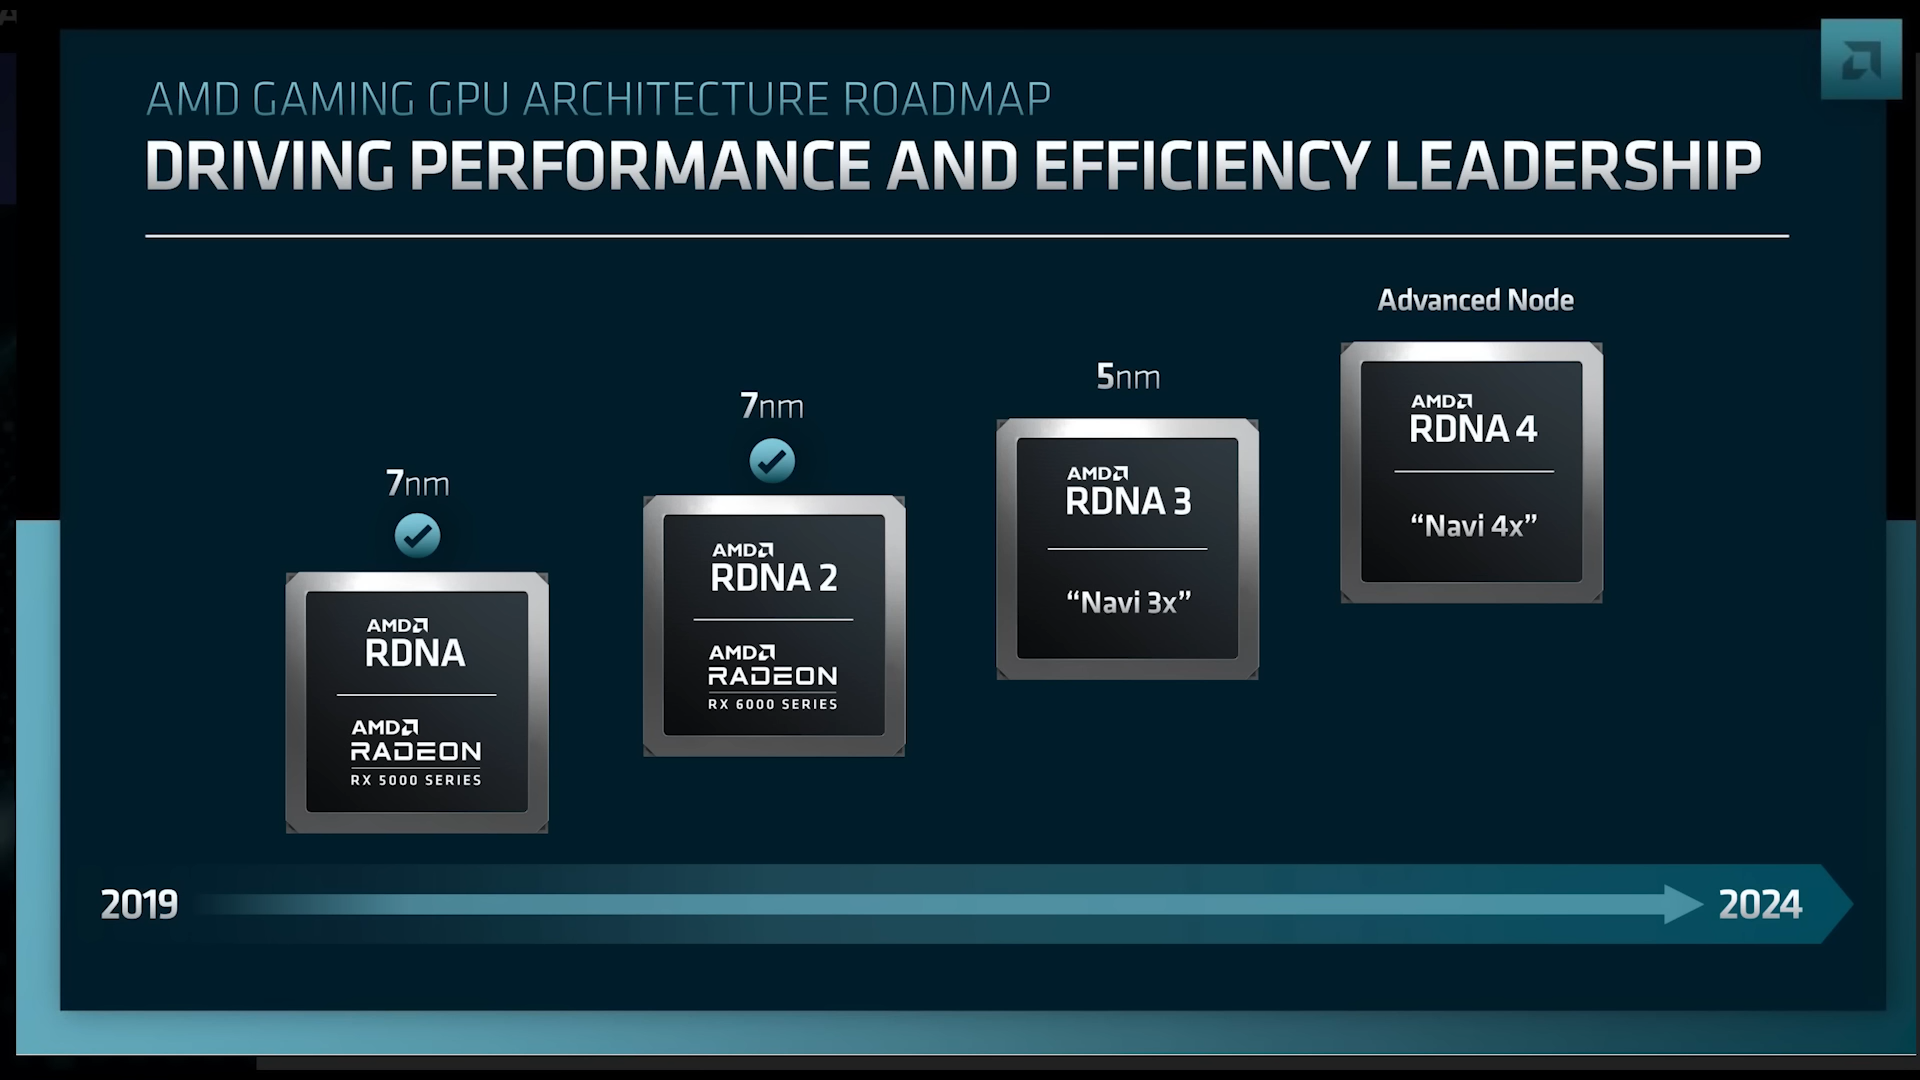 AMD GAMING GPU ARCHITECTURE ROADMAP
DRIVING PERFORMANCE AND EFFICIENCY LEADERSHIP
7nm
AMD
RDNA
AMD
RADEON
RX 5000 SERIES
7nm
AMD
RDNA 2
AMD
RADEON
RX 6000 SERIES
5nm
AMD
RDNA 3
“Navi 3x”
Advanced Node
AMD
RDNA 4
“Navi 4x”
2019
2024